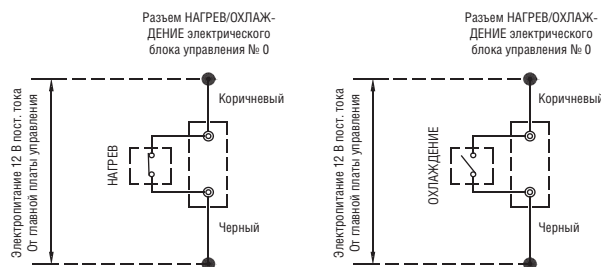 Разъем НАГРЕВ/ОХЛАЖ-
ДЕНИЕ электрического
блока управления № 0
Коричневый
Электропитание 12 В пост. тока
От главной платы управления
НАГРЕВ
Черный
Разъем НАГРЕВ/ОХЛАЖ-
ДЕНИЕ электрического
блока управления № 0
Коричневый
Электропитание 12 В пост. тока
От главной платы управления
ОХЛАЖДЕНИЕ
Черный